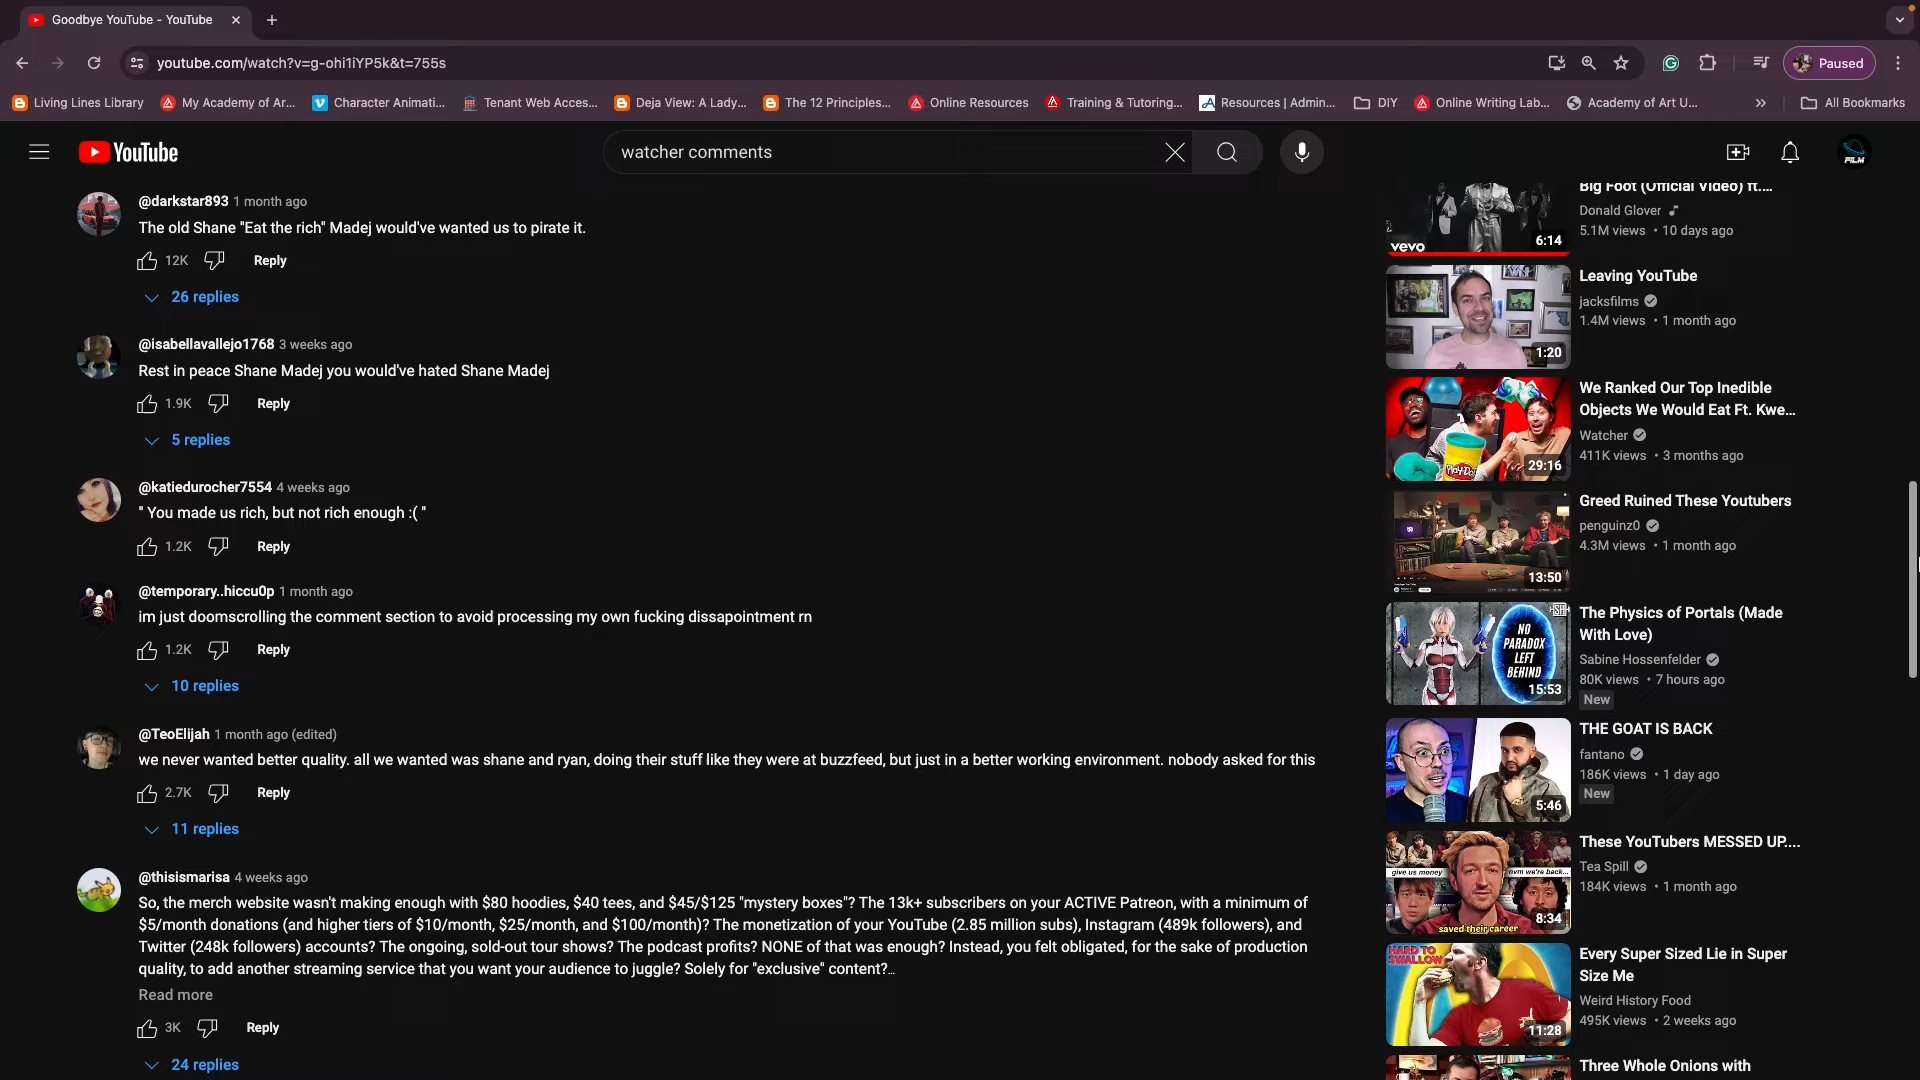 Goodbye YouTube - YouTube
youtube.com/watch?v=g-ohi1iYP5k&t=755s
Paused
Living Lines Library
My Academy of Ar...
Character Animati...
Tenant Web Acces...
Deja View: A Lady...
The 12 Principles...
Online Resources
Training & Tutoring...
Resources | Admin...
DIY
Online Writing Lab...
Academy of Art U...
»
All Bookmarks
YouTube
watcher comments
FILM
@darkstar893 1 month ago
The old Shane "Eat the rich" Madej would've wanted us to pirate it.
12K
Reply
26 replies
@isabellavallejo1768 3 weeks ago
Rest in peace Shane Madej you would've hated Shane Madej
1.9K
Reply
5 replies
@katiedurocher7554 4 weeks ago
" You made us rich, but not rich enough :( "
1.2K
Reply
@temporary..hiccu0p 1 month ago
im just doomscrolling the comment section to avoid processing my own fucking dissapointment rn
1.2K
Reply
10 replies
@TeoElijah 1 month ago (edited)
we never wanted better quality. all we wanted was shane and ryan, doing their stuff like they were at buzzfeed, but just in a better working environment. nobody asked for this
2.7K
Reply
11 replies
@thisismarisa 4 weeks ago
So, the merch website wasn't making enough with $80 hoodies, $40 tees, and $45/$125 "mystery boxes"? The 13k+ subscribers on your ACTIVE Patreon, with a minimum of
$5/month donations (and higher tiers of $10/month, $25/month, and $100/month)? The monetization of your YouTube (2.85 million subs), Instagram (489k followers), and
Twitter (248k followers) accounts? The ongoing, sold-out tour shows? The podcast profits? NONE of that was enough? Instead, you felt obligated, for the sake of production
quality, to add another streaming service that you want your audience to juggle? Solely for "exclusive" content?...
Read more
3K
Reply
24 replies
vevo
6:14
Big Foot (Official Video) ft....
Donald Glover
5.1M views • 10 days ago
1:20
Leaving YouTube
jacksfilms
1.4M views • 1 month ago
Play-Doh
29:16
We Ranked Our Top Inedible
Objects We Would Eat Ft. Kwe...
Watcher
411K views • 3 months ago
13:50
Greed Ruined These Youtubers
penguinz0
4.3M views • 1 month ago
NO
PARADOX
LEFT
BEHIND
15:53
The Physics of Portals (Made
With Love)
Sabine Hossenfelder
80K views • 7 hours ago
New
5:46
THE GOAT IS BACK
fantano
186K views • 1 day ago
New
give us money
nvm we're back...
saved their career
8:34
These YouTubers MESSED UP....
Tea Spill
184K views • 1 month ago
HARD TO
SWALLOW
11:28
Every Super Sized Lie in Super
Size Me
Weird History Food
495K views • 2 weeks ago
Three Whole Onions with